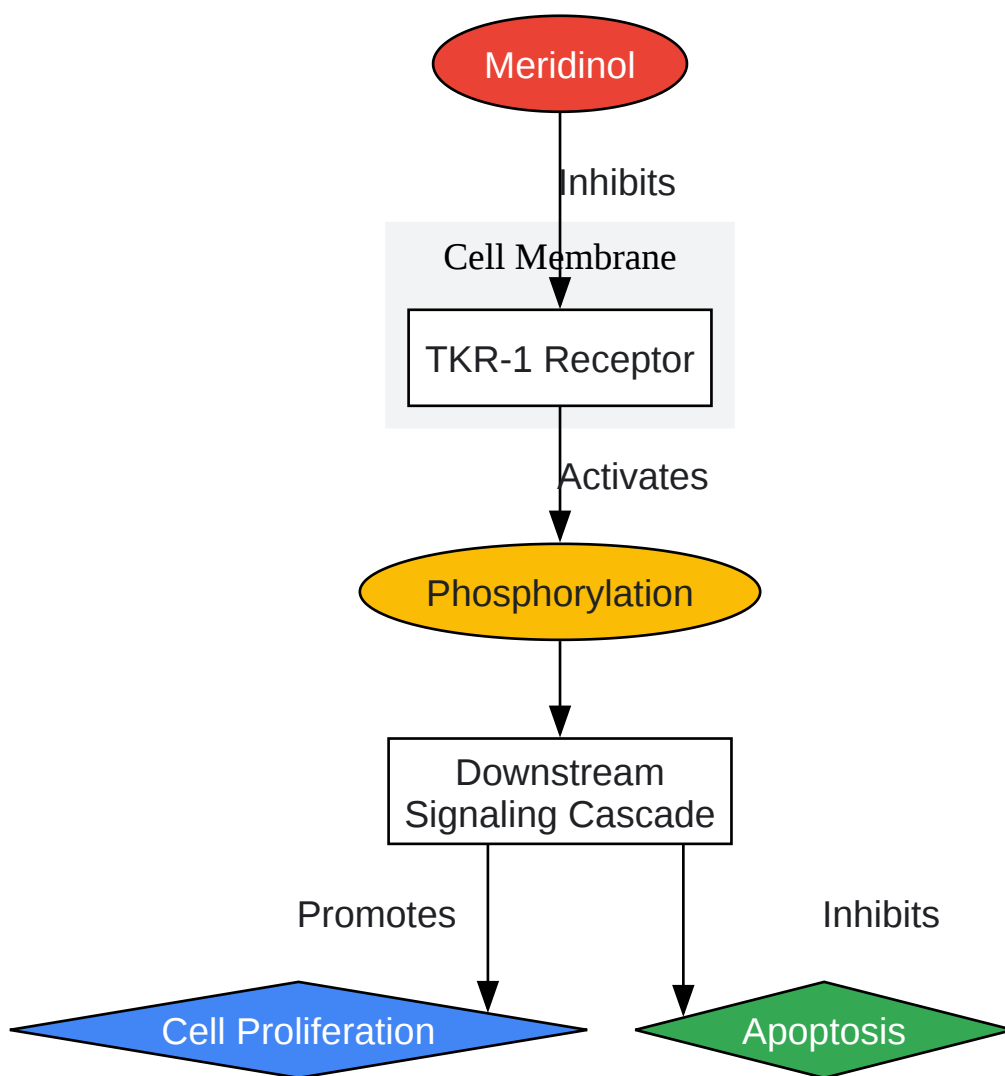 Meridinol
Inhibits
Cell Membrane
TKR-1 Receptor
Activates
Phosphorylation
Downstream
Signaling Cascade
Promotes
Inhibits
Cell Proliferation
Apoptosis